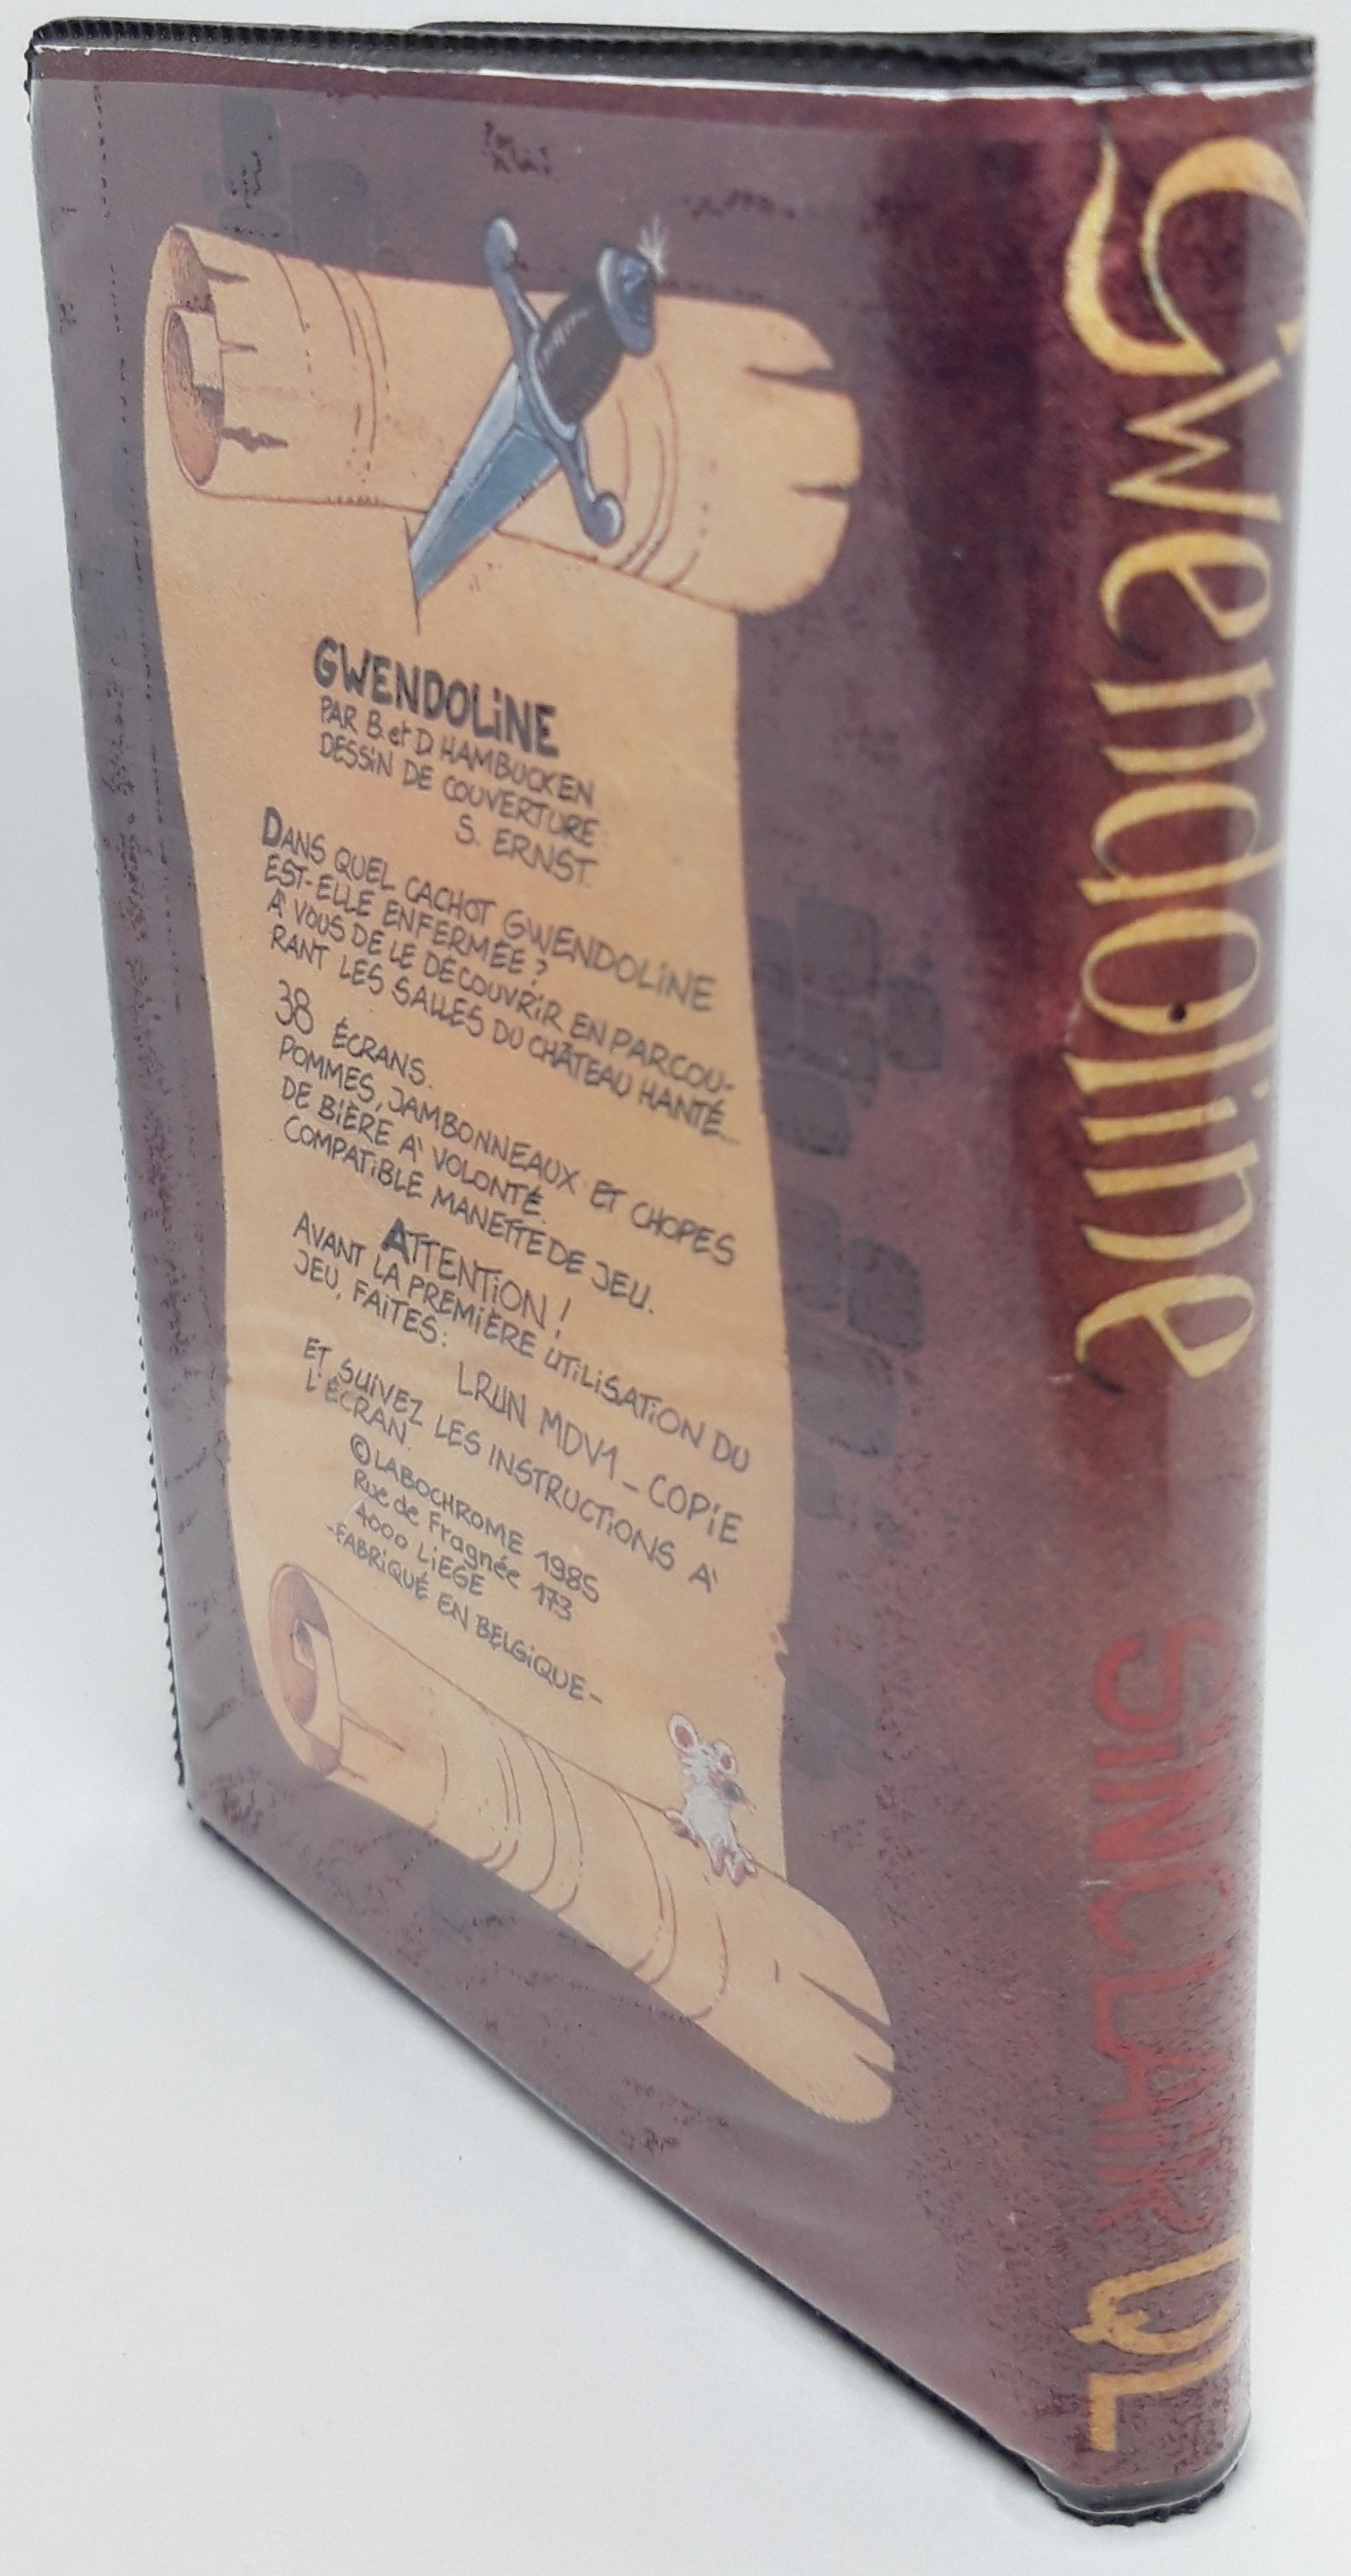 GWENDOLiNE
PAR B. et D. HAMBUCKEN
DESSiN DE COUVERTURE:
S. ERNST.
DANS QUEL CACHOT GWENDOLiNE
EST-ELLE ENFERMÉE ?
À VOUS DE LE DÉCOUVRiR EN PARCOU-
RANT LES SALLES DU CHÂTEAU HANTÉ...
38 ÉCRANS.
POMMES, JAMBONNEAUX ET CHOPES
DE BiÈRE À VOLONTÉ.
COMPATiBLE MANETTE DE JEU.
ATTENTiON !
AVANT LA PREMiÈRE UTiLiSATiON DU
JEU, FAiTES:
LRUN MDV1_COPiE
ET SUiVEZ LES iNSTRUCTiONS À
L'ÉCRAN.
© LABOCHROME 1985
Rue de Fragnée 173
4000 LiEGE
-FABRiQUÉ EN BELGiQUE-
Gwendoline
SINCLAIR QL